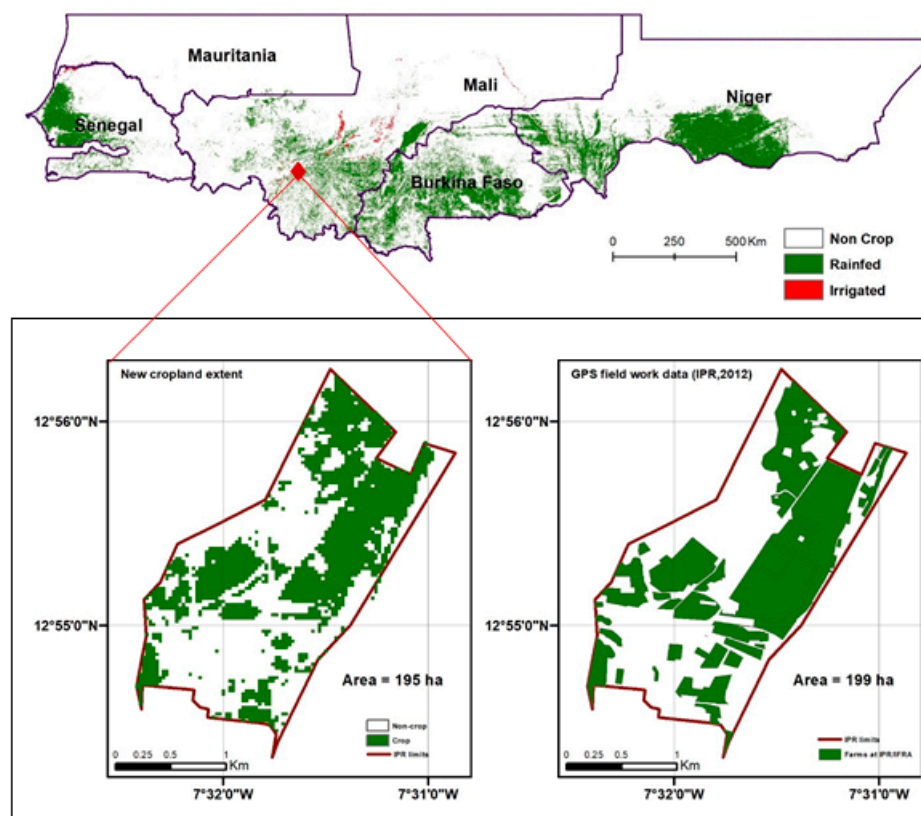 Mauritania
Mali
Niger
Senegal
Burkina Faso
0 250 500 Km
Non Crop
Rainfed
Irrigated
New cropland extent
12°56'0"N
12°55'0"N
Area = 195 ha
Non-crop
Crop
IPR limits
0 0.25 0.5 1
Km
7°32'0"W 7°31'0"W
GPS field work data (IPR,2012)
12°56'0"N
12°55'0"N
Area = 199 ha
IPR limits
Farms at IPR/IFRA
0 0.25 0.5 1
Km
7°32'0"W 7°31'0"W